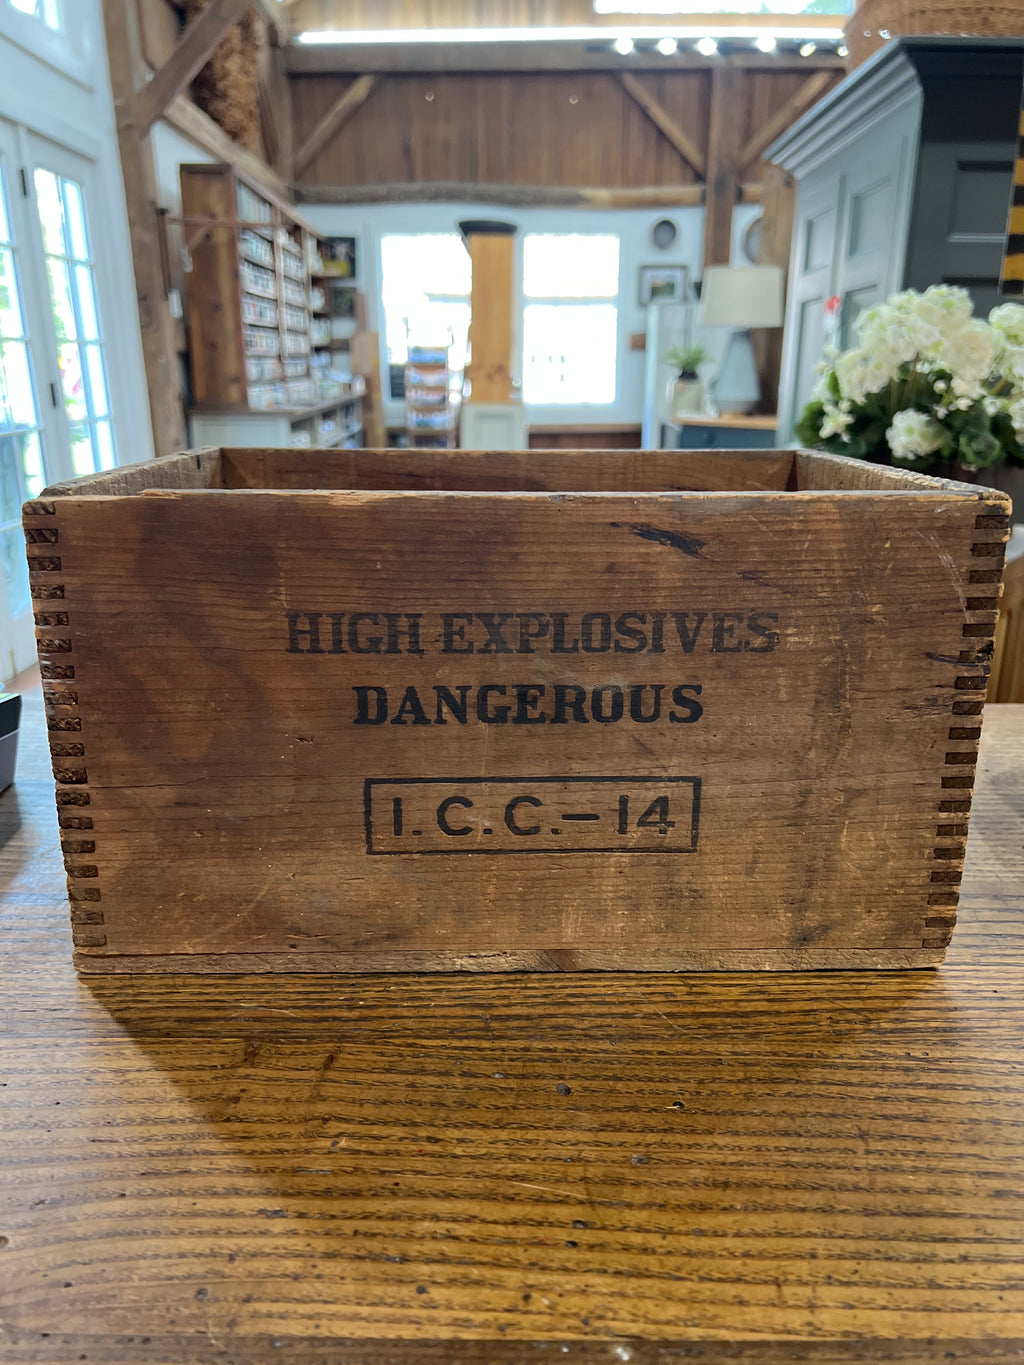 HIGH EXPLOSIVES
DANGEROUS
I.C.C.–14